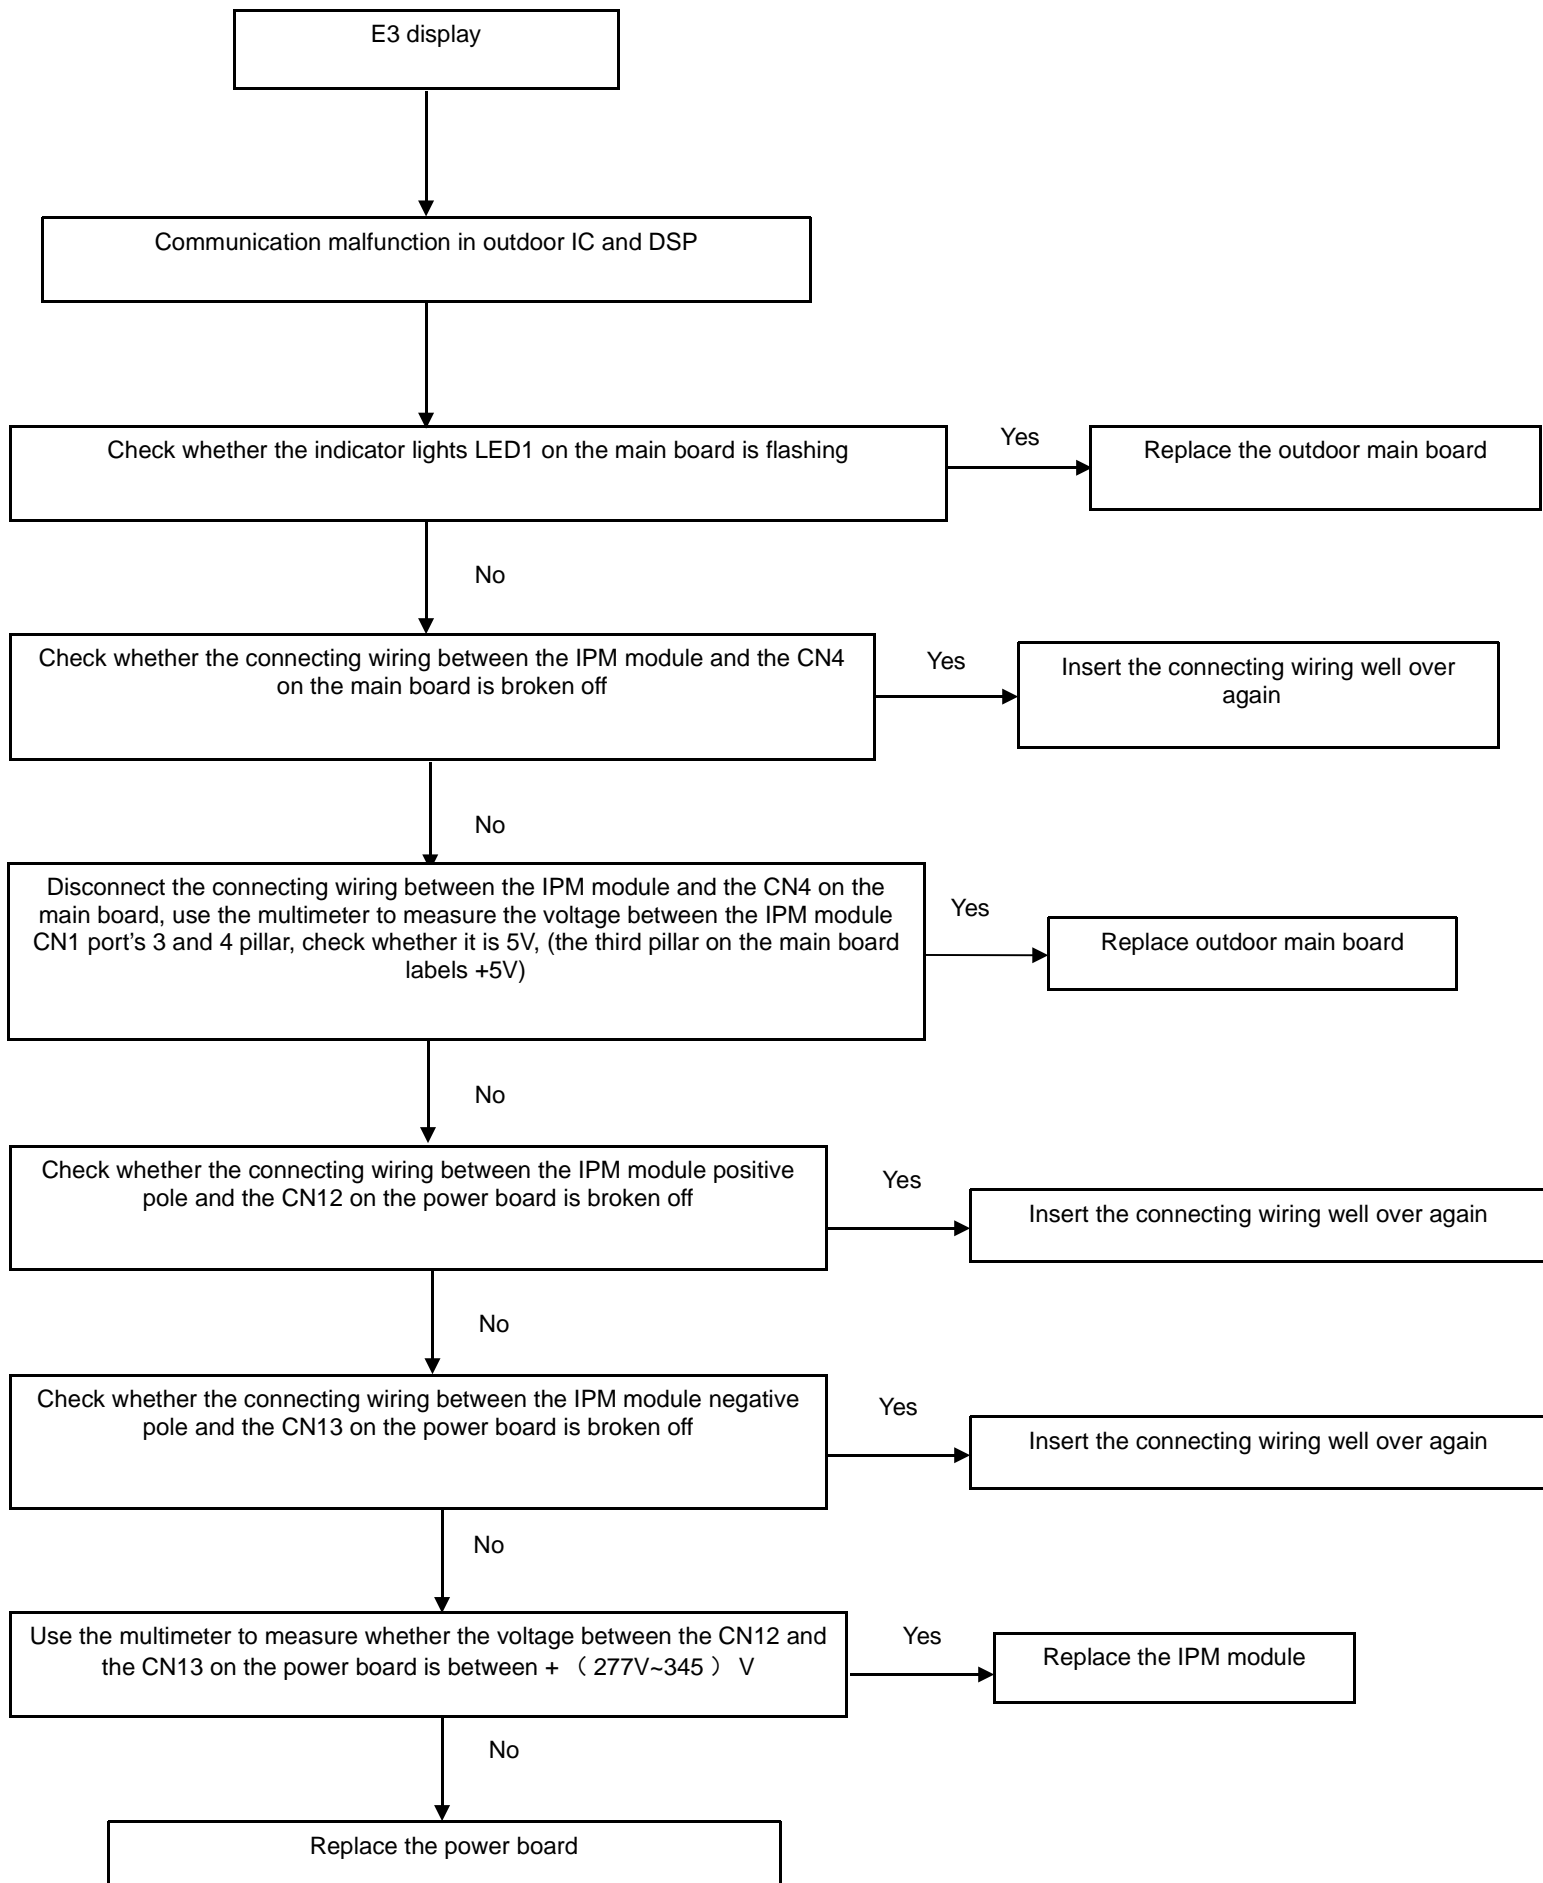 E3 display
Communication malfunction in outdoor IC and DSP
Check whether the indicator lights LED1 on the main board is flashing
Yes
Replace the outdoor main board
No
Check whether the connecting wiring between the IPM module and the CN4
on the main board is broken off
Yes
Insert the connecting wiring well over
again
No
Disconnect the connecting wiring between the IPM module and the CN4 on the
main board, use the multimeter to measure the voltage between the IPM module
CN1 port's 3 and 4 pillar, check whether it is 5V, (the third pillar on the main board
labels +5V)
Yes
Replace outdoor main board
No
Check whether the connecting wiring between the IPM module positive
pole and the CN12 on the power board is broken off
Yes
Insert the connecting wiring well over again
No
Check whether the connecting wiring between the IPM module negative
pole and the CN13 on the power board is broken off
Yes
Insert the connecting wiring well over again
No
Use the multimeter to measure whether the voltage between the CN12 and
the CN13 on the power board is between + （ 277V~345 ） V
Yes
Replace the IPM module
No
Replace the power board